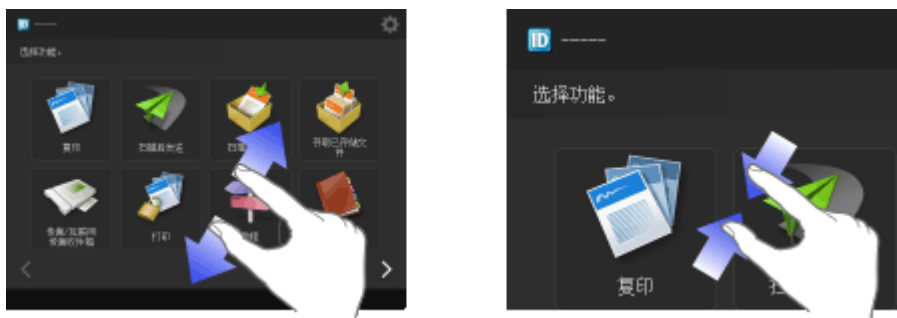 ID -----
选择功能。
复印
扫描后发送
存取已存储文
件
传真/互联网
传真收件箱
打印
ID -----
选择功能。
复印